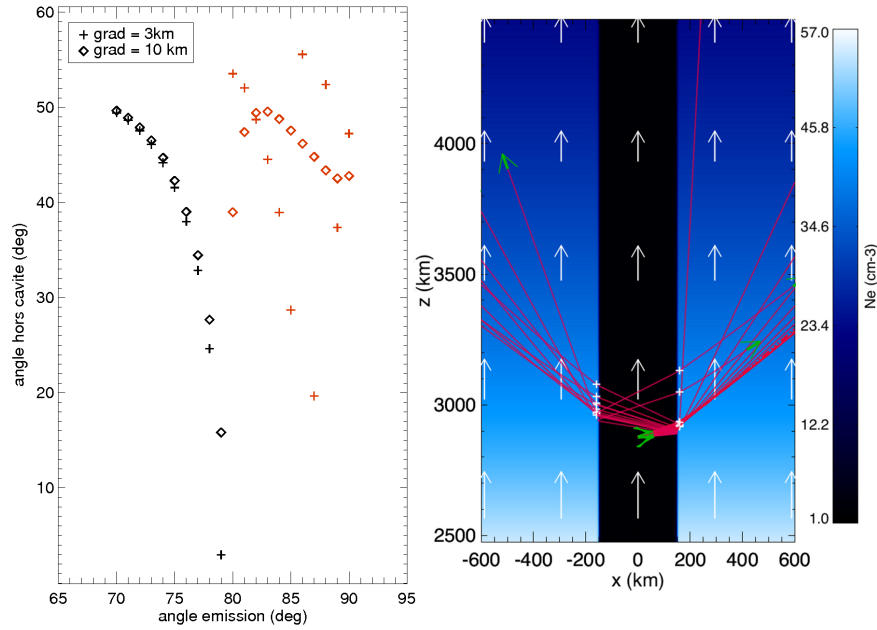 grad = 3km
grad = 10 km
60
50
40
30
20
10
angle hors cavite (deg)
65 70 75 80 85 90 95
angle emission (deg)
4000
3500
3000
2500
z (km)
-600 -400 -200 0 200 400 600
x (km)
57.0
45.8
34.6
23.4
12.2
1.0
Ne (cm-3)